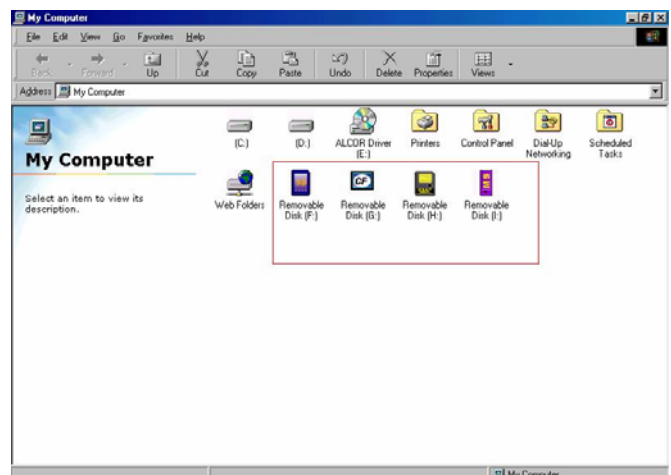 My Computer
File Edit View Go Favorites Help
Back Forward Up Cut Copy Paste Undo Delete Properties Views
Address My Computer
My Computer
Select an item to view its
description.
(C:) (D:) ALCOR Driver (E:) Printers Control Panel Dial-Up Networking Scheduled Tasks
Web Folders Removable Disk (F:) CF Removable Disk (G:) Removable Disk (H:) MS Removable Disk (I:)
My Computer